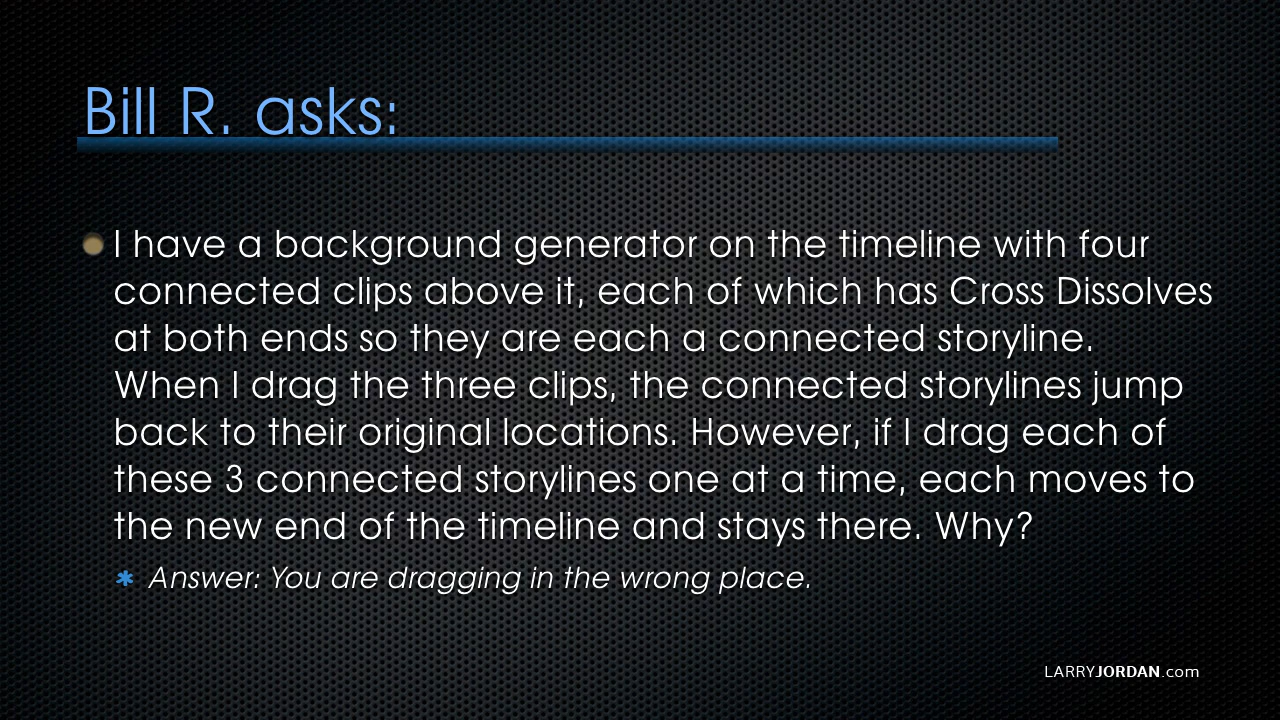 Bill R. asks:
I have a background generator on the timeline with four
connected clips above it, each of which has Cross Dissolves
at both ends so they are each a connected storyline.
When I drag the three clips, the connected storylines jump
back to their original locations. However, if I drag each of
these 3 connected storylines one at a time, each moves to
the new end of the timeline and stays there. Why?
Answer: You are dragging in the wrong place.
LARRYJORDAN.com